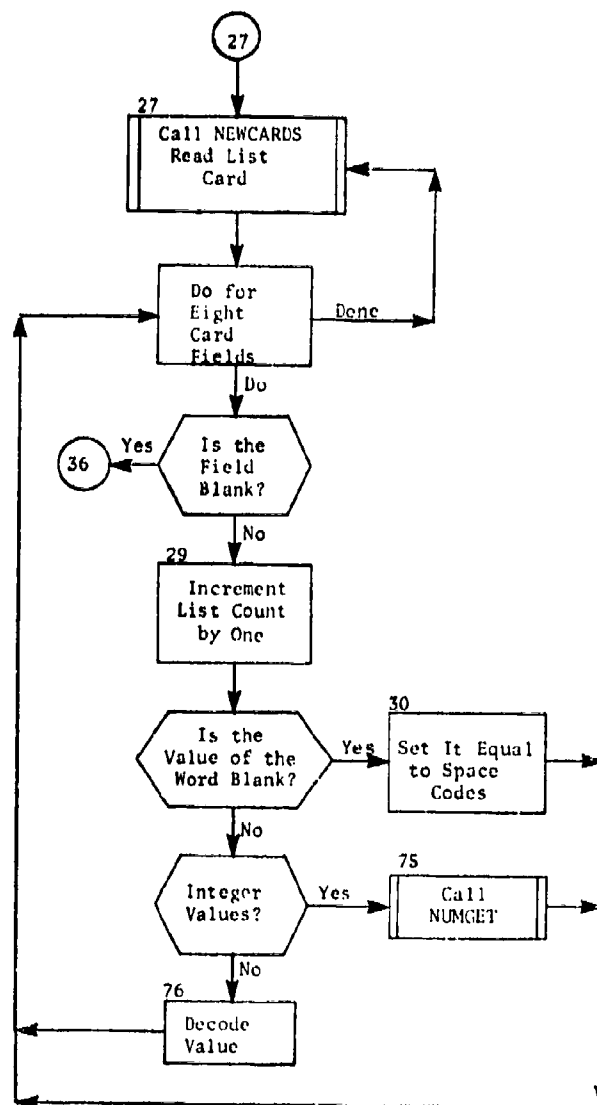 27
27
Call NEWCARDS
Read List
Card
Do for
Eight
Card
Fields
Done
Do
Is the
Field
Blank?
Yes
36
No
29
Increment
List Count
by One
Is the
Value of the
Word Blank?
Yes
30
Set It Equal
to Space
Codes
No
Integer
Values?
Yes
75
Call
NUMGET
No
76
Decode
Value